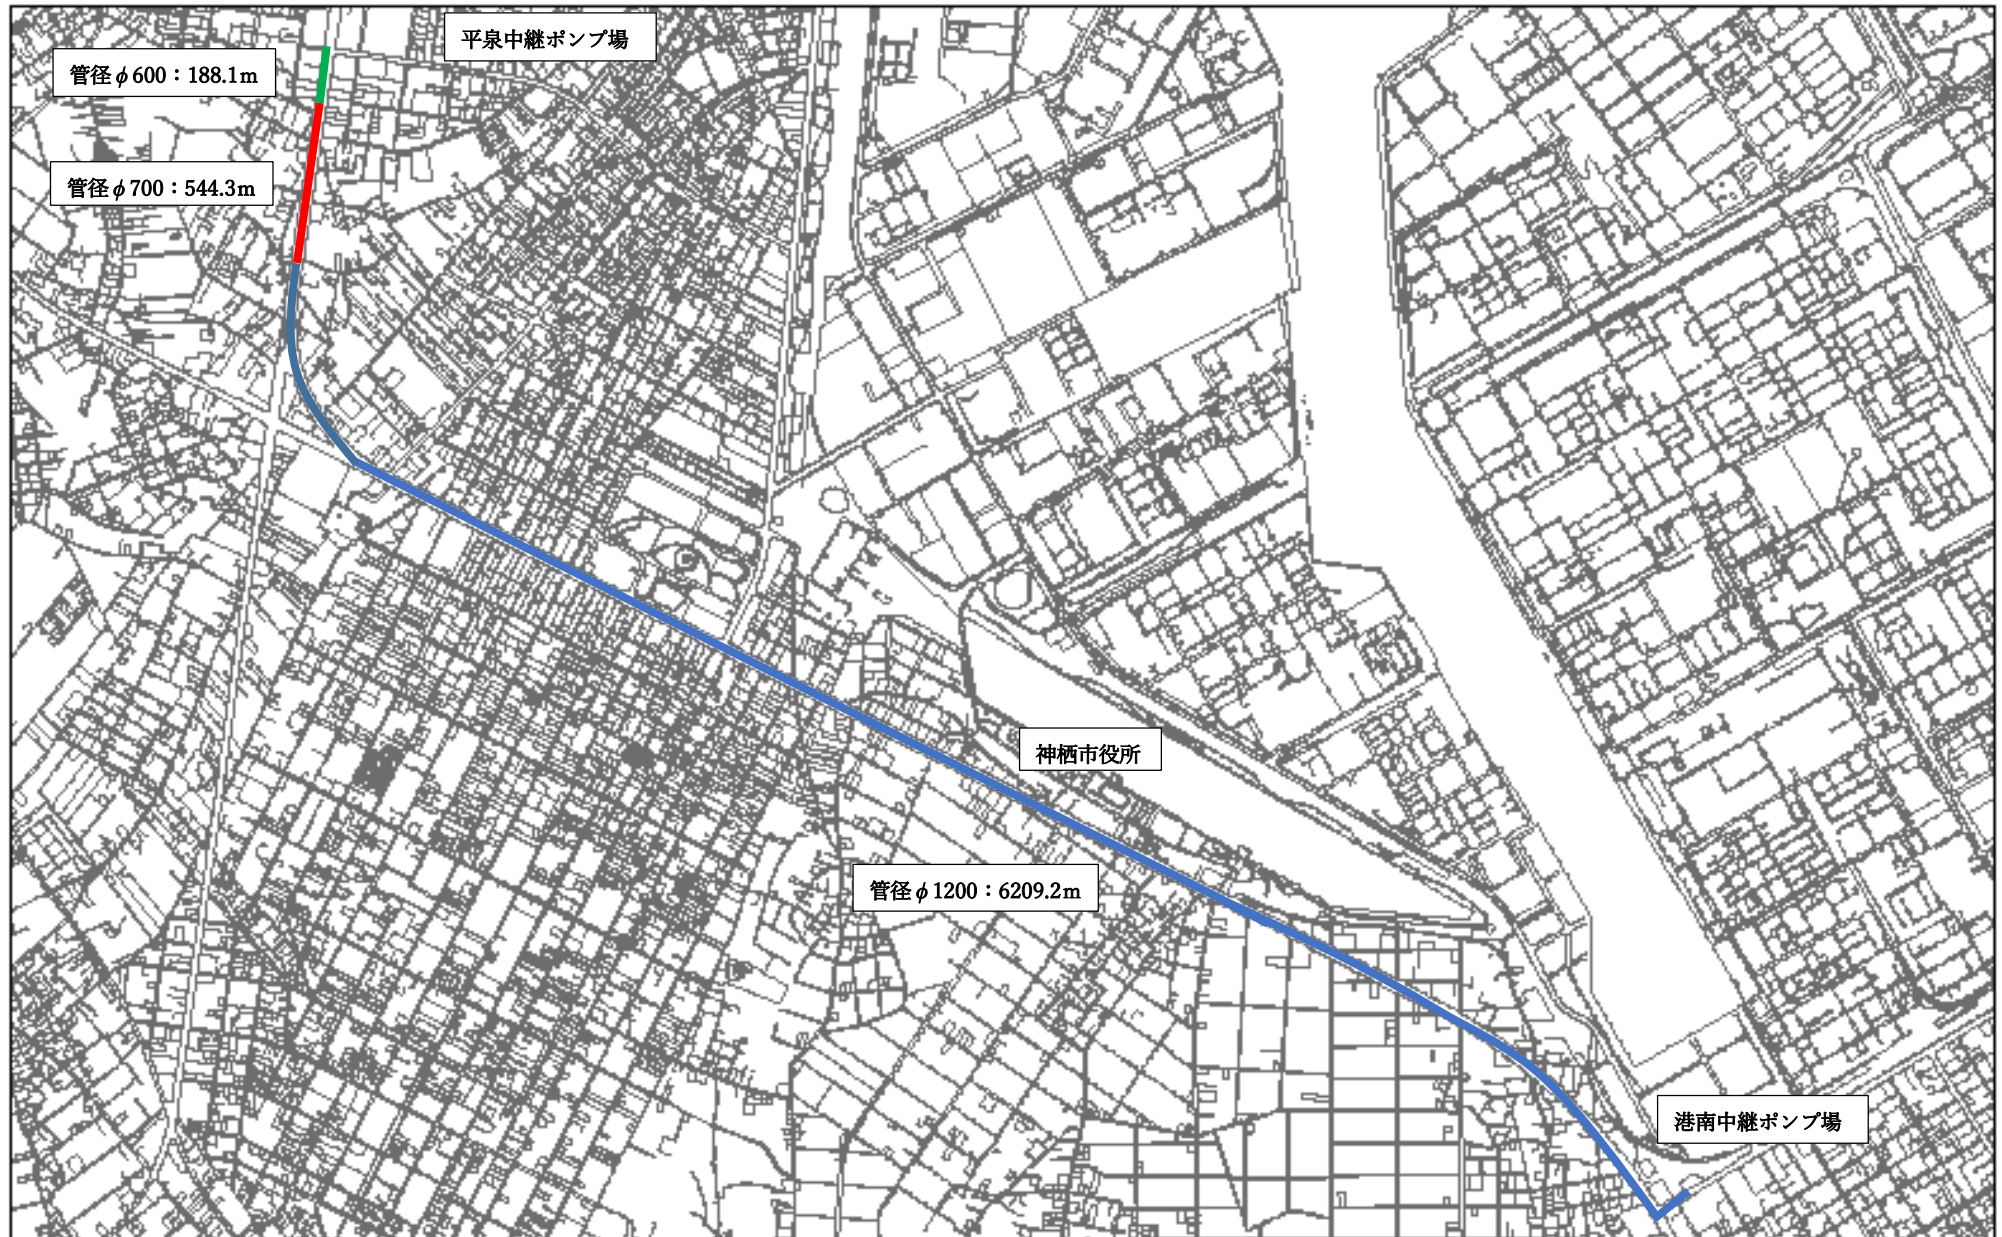 平泉中継ポンプ場
管径φ600：188.1m
管径φ700：544.3m
神栖市役所
管径φ1200：6209.2m
港南中継ポンプ場